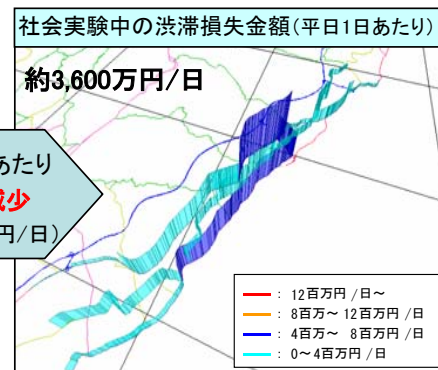 社会実験中の渋滞損失金額(平日1日あたり)
約3,600万円/日
あたり
減少
円/日)
: 12百万円 /日～
: 8百万～ 12百万円 /日
: 4百万～ 8百万円 /日
: 0～4百万円 /日